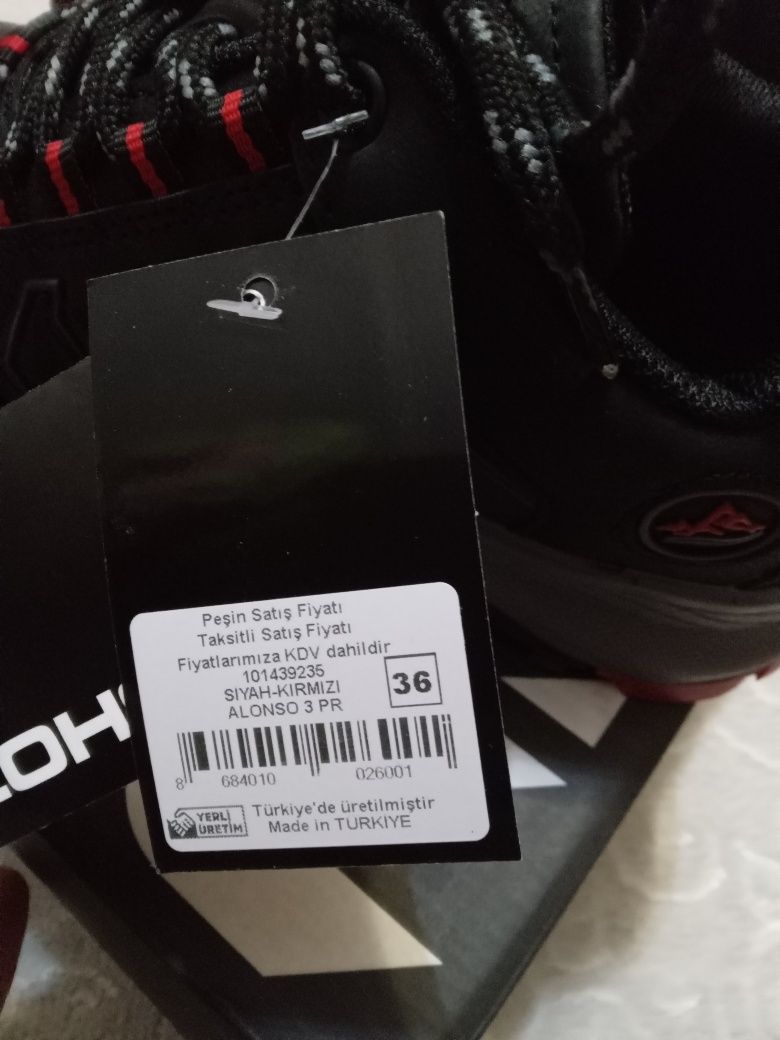 Peşin Satış Fiyatı
Taksitli Satış Fiyatı
Fiyatlarımıza KDV dahildir
101439235
SIYAH-KIRMIZI
ALONSO 3 PR
36
8 684010 026001
YERLİ
ÜRETİM
Türkiye'de üretilmiştir
Made in TURKIYE